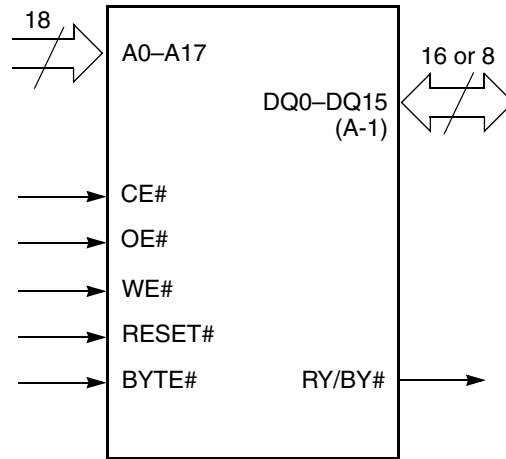 18
A0–A17
16 or 8
DQ0–DQ15
(A-1)
CE#
OE#
WE#
RESET#
BYTE#
RY/BY#